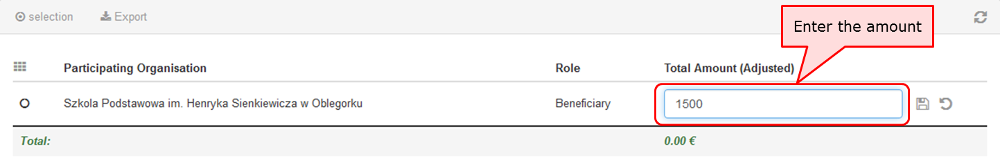 selection Export
Enter the amount
Participating Organisation Role Total Amount (Adjusted)
Szkola Podstawowa im. Henryka Sienkiewicza w Oblegorku Beneficiary 1500
Total: 0.00 €